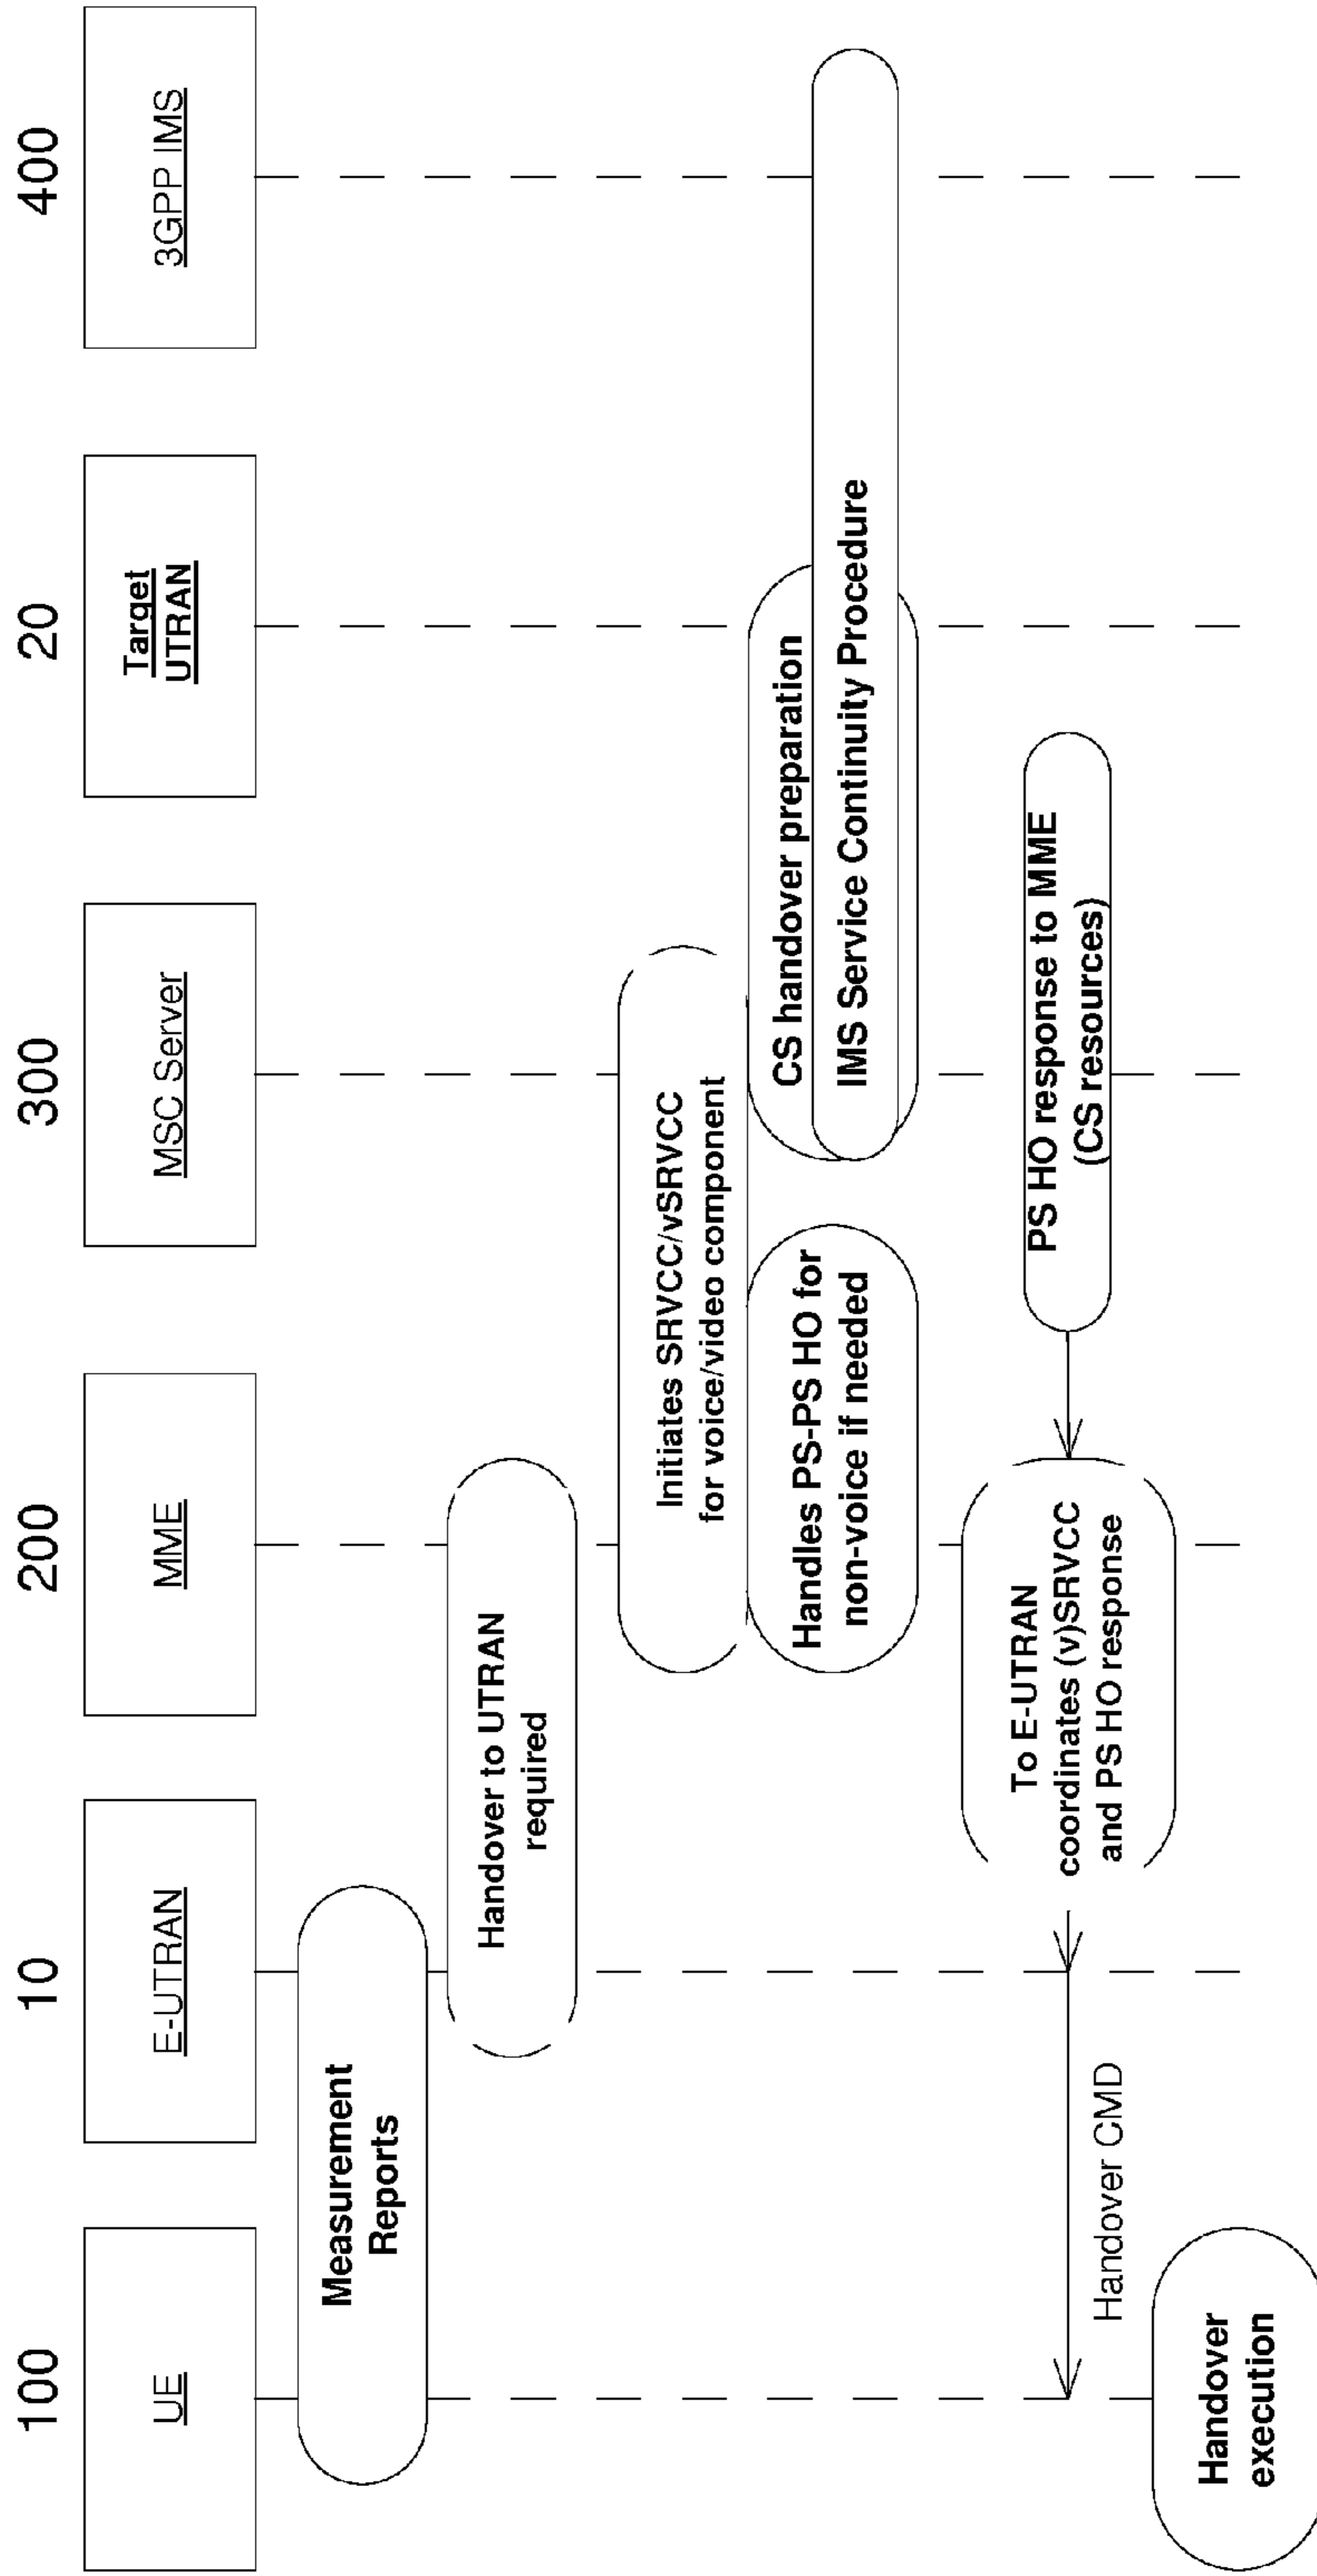 100
10
200
300
20
400
UE
E-UTRAN
MME
MSC Server
Target
UTRAN
3GPP IMS
Measurement
Reports
Handover to UTRAN
required
Initiates SRVCC/vSRVCC
for voice/video component
Handles PS-PS HO for
non-voice if needed
CS handover preparation
IMS Service Continuity Procedure
To E-UTRAN
coordinates (v)SRVCC
and PS HO response
PS HO response to MME
(CS resources)
Handover CMD
Handover
execution